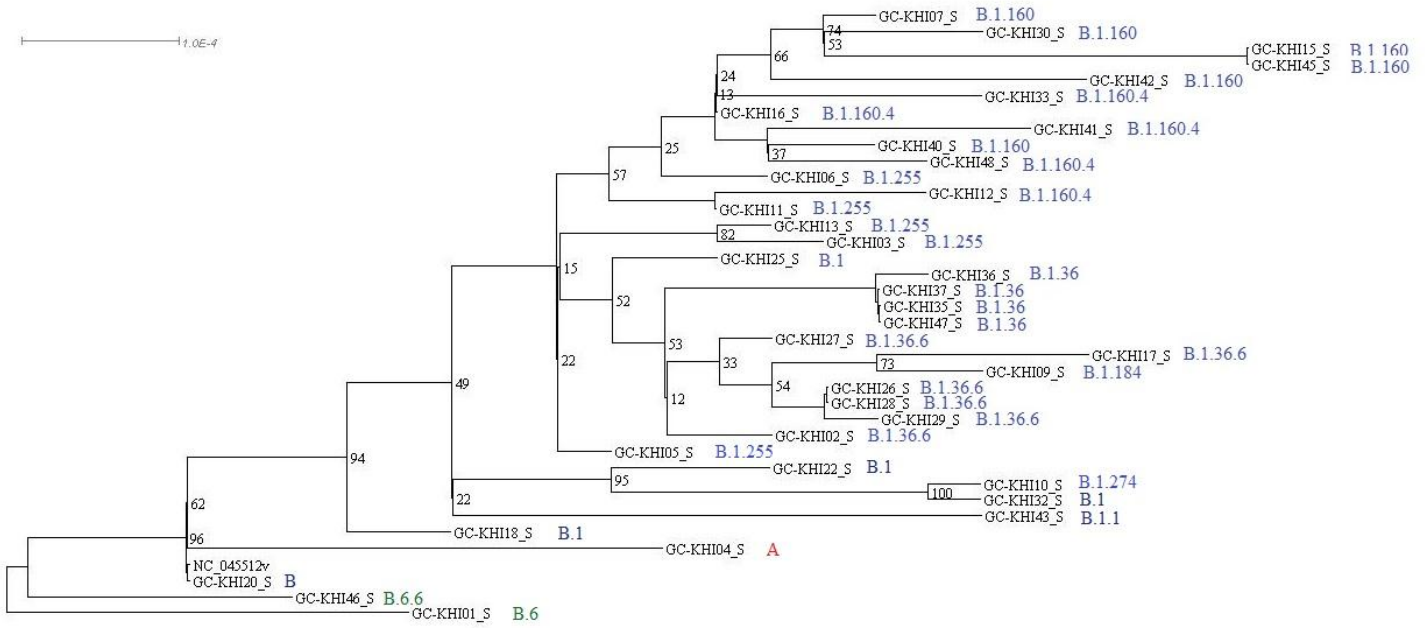 GC-KHI07_S B.1.160
1.0E-4
74
GC-KHI30_S B.1.160
53
GC-KHI15_S B.1.160
66
GC-KHI45_S B.1.160
24
GC-KHI42_S B.1.160
13
GC-KHI33_S B.1.160.4
GC-KHI16_S B.1.160.4
GC-KHI41_S B.1.160.4
25
GC-KHI40_S B.1.160
37
GC-KHI48_S B.1.160.4
57
GC-KHI06_S B.1.255
GC-KHI12_S B.1.160.4
GC-KHI11_S B.1.255
GC-KHI13_S B.1.255
82
GC-KHI03_S B.1.255
GC-KHI25_S B.1
15
GC-KHI36_S B.1.36
GC-KHI37_S B.1.36
52
GC-KHI35_S B.1.36
GC-KHI47_S B.1.36
GC-KHI27_S B.1.36.6
53
GC-KHI17_S B.1.36.6
22
33
73
GC-KHI09_S B.1.184
49
54
GC-KHI26_S B.1.36.6
12
GC-KHI28_S B.1.36.6
GC-KHI29_S B.1.36.6
GC-KHI02_S B.1.36.6
GC-KHI05_S B.1.255
94
GC-KHI22_S B.1
95
GC-KHI10_S B.1.274
100
22
GC-KHI32_S B.1
62
GC-KHI43_S B.1.1
GC-KHI18_S B.1
96
GC-KHI04_S A
NC_045512v
GC-KHI20_S B
GC-KHI46_S B.6.6
GC-KHI01_S B.6